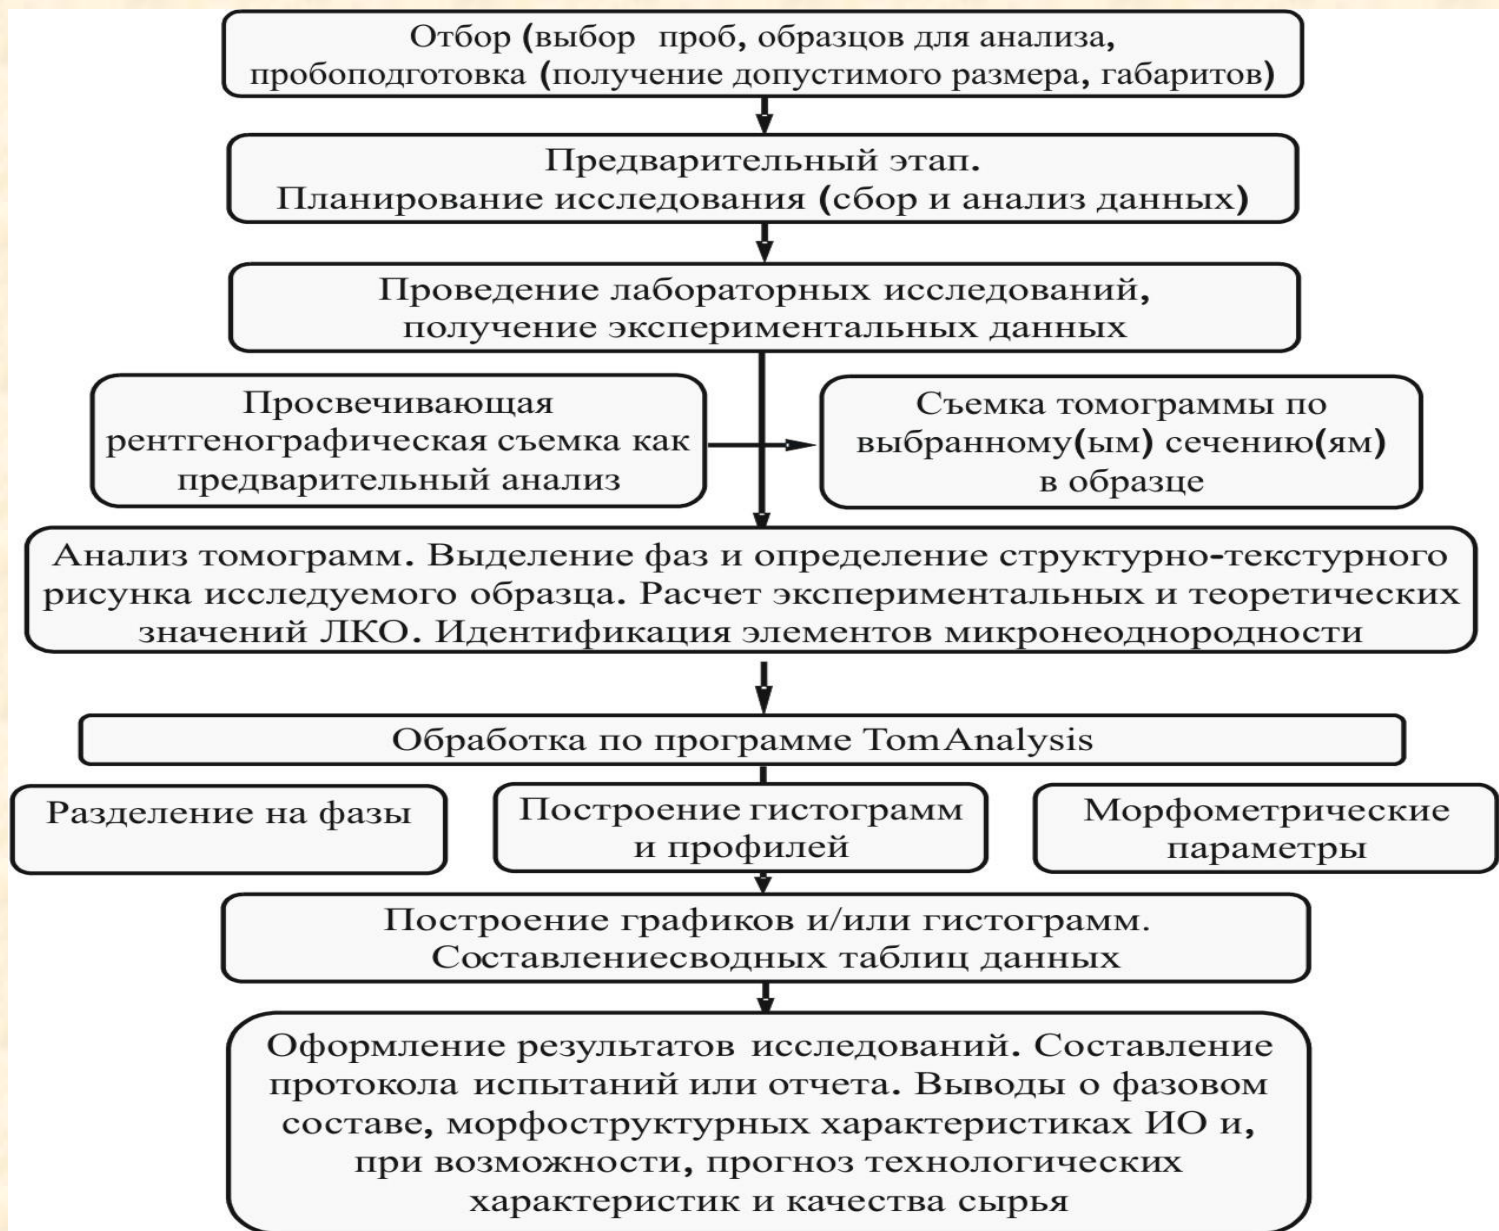 Отбор (выбор проб, образцов для анализа,
пробоподготовка (получение допустимого размера, габаритов)
Предварительный этап.
Планирование исследования (сбор и анализ данных)
Проведение лабораторных исследований,
получение экспериментальных данных
Просвечивающая
рентгенографическая съемка как
предварительный анализ
Съемка томограммы по
выбранному(ым) сечению(ям)
в образце
Анализ томограмм. Выделение фаз и определение структурно-текстурного
рисунка исследуемого образца. Расчет экспериментальных и теоретических
значений ЛКО. Идентификация элементов микронеоднородности
Обработка по программе TomAnalysis
Разделение на фазы
Построение гистограмм
и профилей
Морфометрические
параметры
Построение графиков и/или гистограмм.
Составлениесводных таблиц данных
Оформление результатов исследований. Составление
протокола испытаний или отчета. Выводы о фазовом
составе, морфоструктурных характеристиках ИО и,
при возможности, прогноз технологических
характеристик и качества сырья